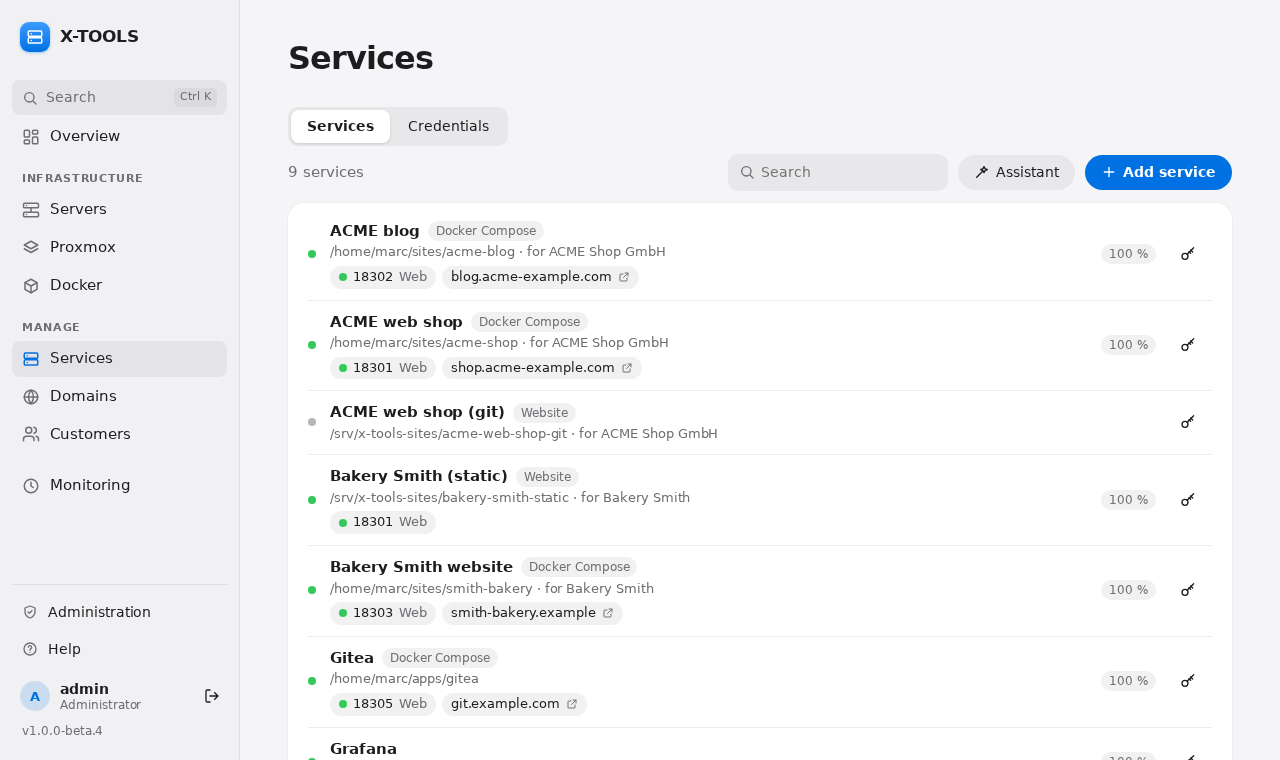 X-TOOLS
Search Ctrl K
Overview
INFRASTRUCTURE
Servers
Proxmox
Docker
MANAGE
Services
Domains
Customers
Monitoring
Administration
Help
A admin
Administrator
v1.0.0-beta.4
Services
Services Credentials
9 services Search Assistant Add service
ACME blog Docker Compose
/home/marc/sites/acme-blog · for ACME Shop GmbH
18302 Web blog.acme-example.com
100 %
ACME web shop Docker Compose
/home/marc/sites/acme-shop · for ACME Shop GmbH
18301 Web shop.acme-example.com
100 %
ACME web shop (git) Website
/srv/x-tools-sites/acme-web-shop-git · for ACME Shop GmbH
Bakery Smith (static) Website
/srv/x-tools-sites/bakery-smith-static · for Bakery Smith
18301 Web
100 %
Bakery Smith website Docker Compose
/home/marc/sites/smith-bakery · for Bakery Smith
18303 Web smith-bakery.example
100 %
Gitea Docker Compose
/home/marc/apps/gitea
18305 Web git.example.com
100 %
Grafana
100 %